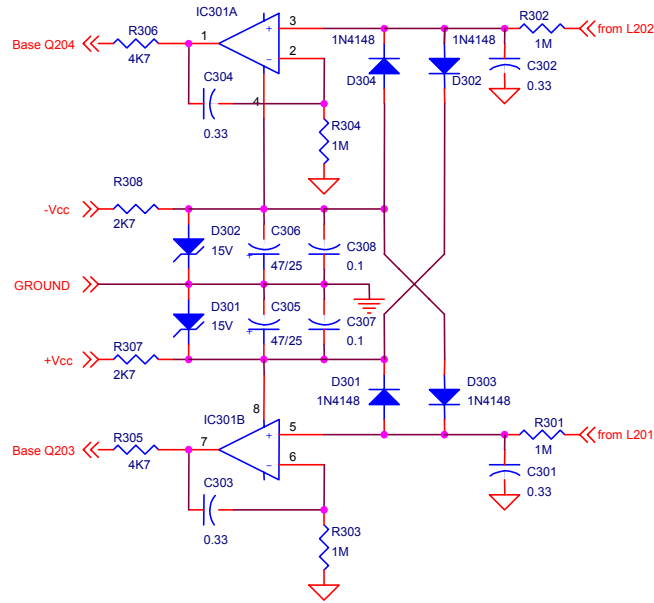 IC301A
R306
Base Q204
4K7
1
+
3
−
2
4
C304
0.33
R304
1M
1N4148
D304
1N4148
D302
R302
1M
from L202
C302
0.33
R308
-Vcc
2K7
D302
15V
C306
+
47/25
C308
0.1
GROUND
D301
15V
C305
+
47/25
C307
0.1
+Vcc
R307
2K7
D301
1N4148
D303
1N4148
IC301B
8
R305
Base Q203
4K7
7
+
5
−
6
R301
1M
from L201
C301
0.33
C303
0.33
R303
1M